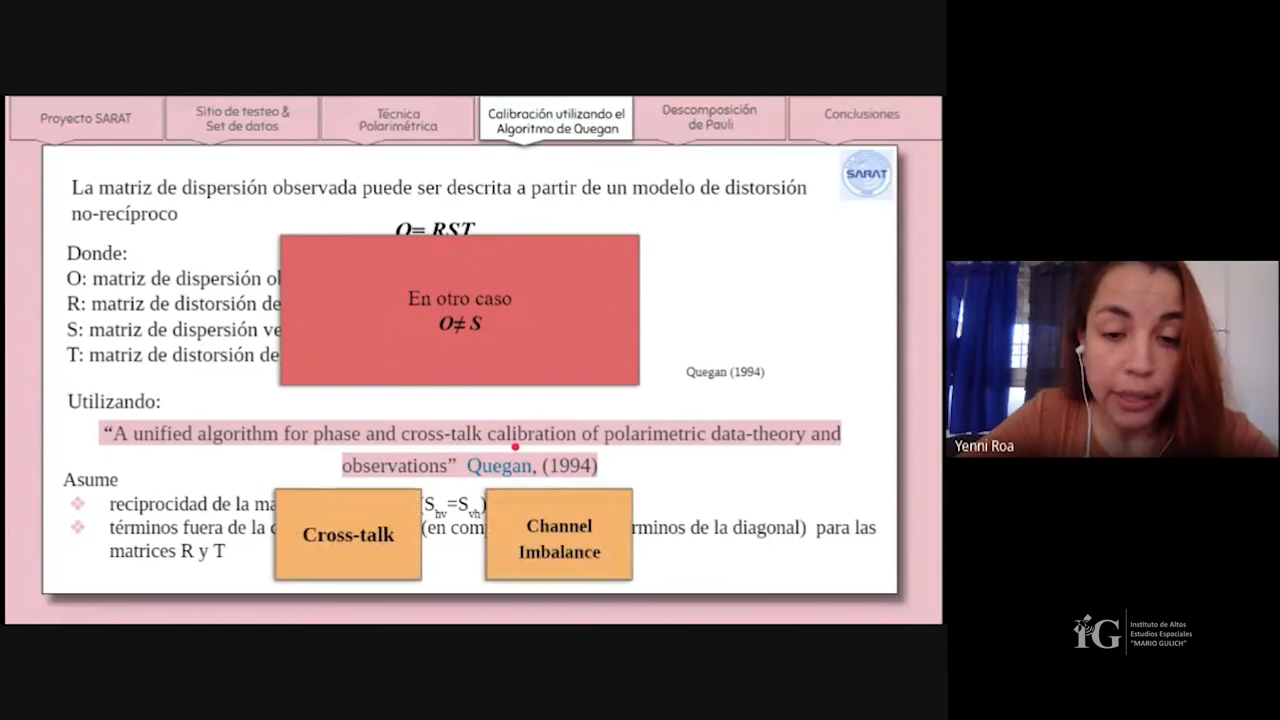 Proyecto SARAT
Sitio de testeo &
Set de datos
Técnica
Polarimétrica
Calibración utilizando el
Algoritmo de Quegan
Descomposición
de Pauli
Conclusiones
SARAT
La matriz de dispersión observada puede ser descrita a partir de un modelo de distorsión
no-recíproco
O= RST
Donde:
O: matriz de dispersión
R: matriz de distorsión de
S: matriz de dispersión
T: matriz de distorsión de
En otro caso
O≠ S
Quegan (1994)
Utilizando:
“A unified algorithm for phase and cross-talk calibration of polarimetric data-theory and
observations” Quegan, (1994)
Asume
❖ reciprocidad de la (Shv=Svh)
❖ términos fuera de la (en de la diagonal) para las
matrices R y T
Cross-talk
Channel
Imbalance
Yenni Roa
iG
Instituto de Altos
Estudios Espaciales
"MARIO GULICH"